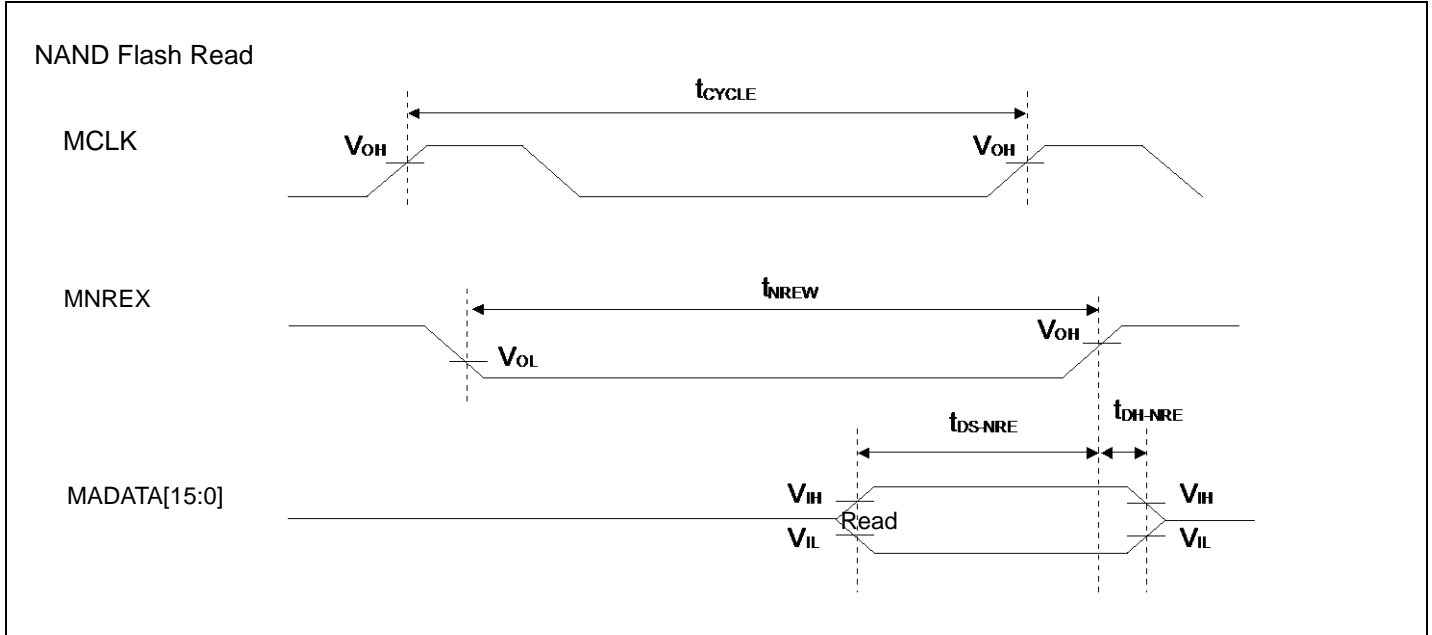 NAND Flash Read
tCYCLE
MCLK
VOH
VOH
MNREX
tNREW
VOL
VOH
tDS-NRE
tDH-NRE
MADATA[15:0]
VIH
VIH
Read
VIL
VIL